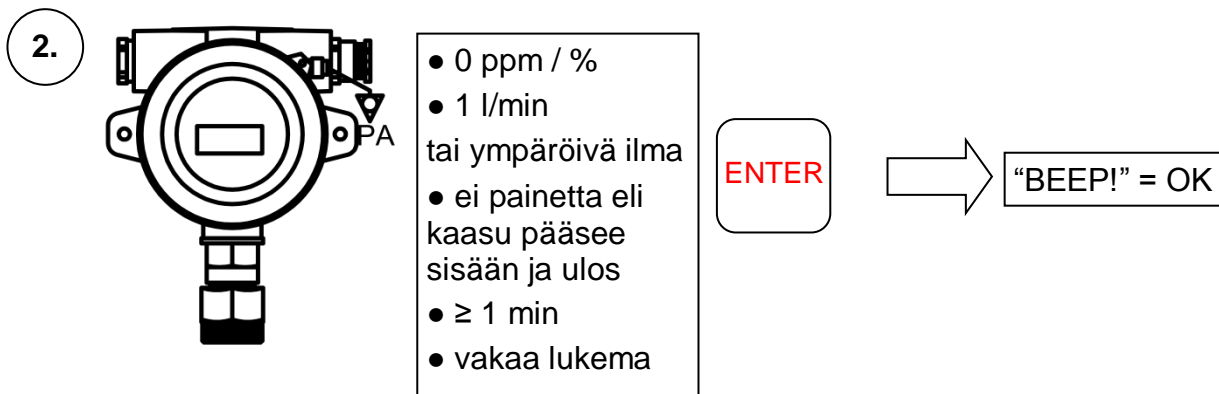 2.
PA
● 0 ppm / %
● 1 l/min
tai ympäröivä ilma
● ei painetta eli
kaasu pääsee
sisään ja ulos
● ≥ 1 min
● vakaa lukema
ENTER
“BEEP!” = OK